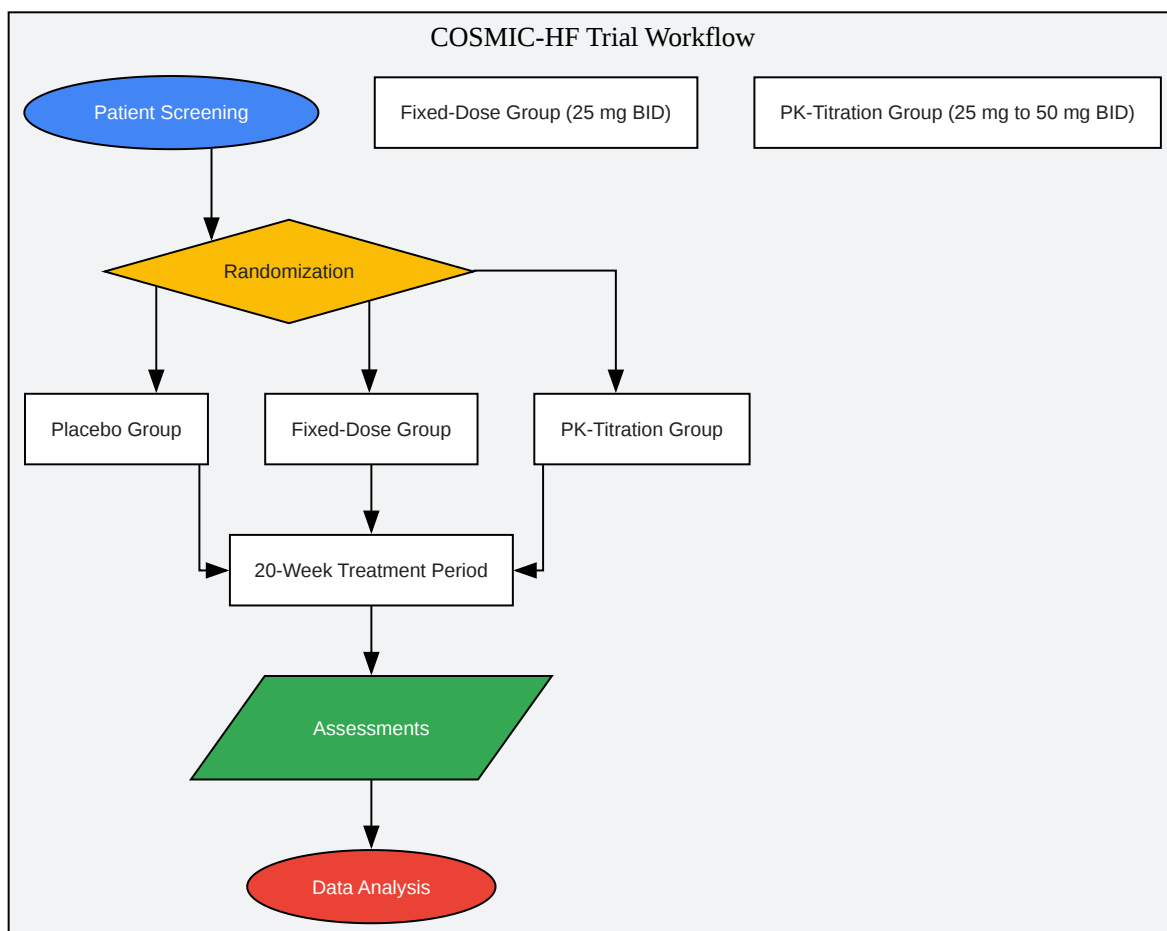 COSMIC-HF Trial Workflow
Patient Screening
Fixed-Dose Group (25 mg BID)
PK-Titration Group (25 mg to 50 mg BID)
Randomization
Placebo Group
Fixed-Dose Group
PK-Titration Group
20-Week Treatment Period
Assessments
Data Analysis